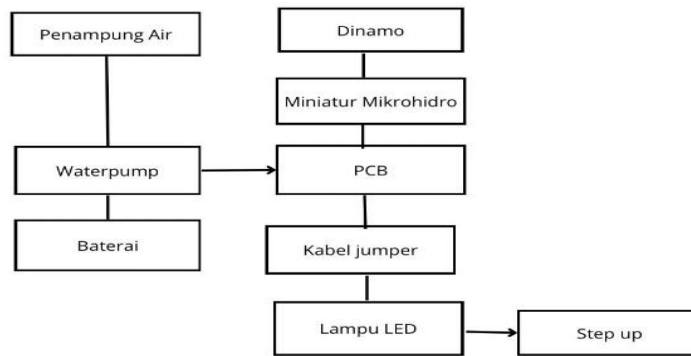 Penampung Air
Dinamo
Miniatur Mikrohidro
Waterpump
PCB
Baterai
Kabel jumper
Lampu LED
Step up